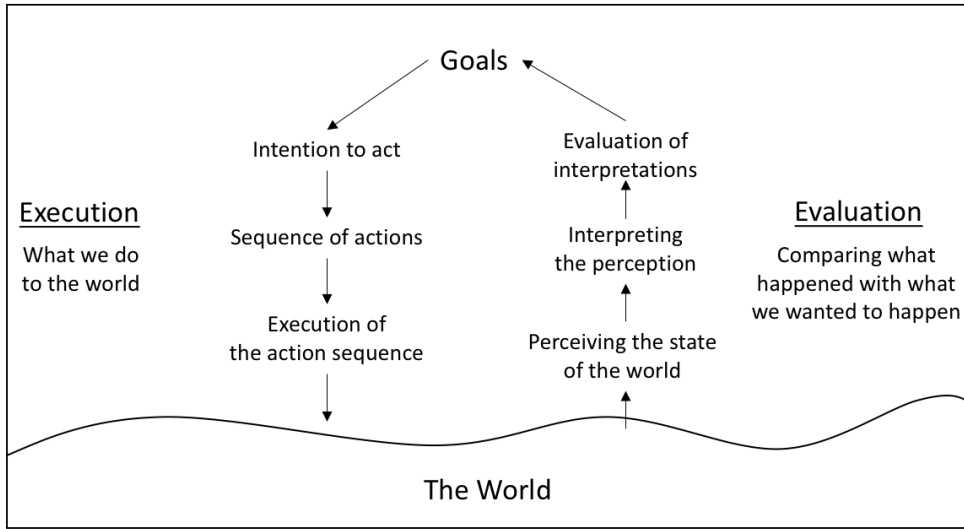 Goals
Intention to act
Sequence of actions
Execution of
the action sequence
Evaluation of
interpretations
Interpreting
the perception
Perceiving the state
of the world
Execution
What we do
to the world
Evaluation
Comparing what
happened with what
we wanted to happen
The World